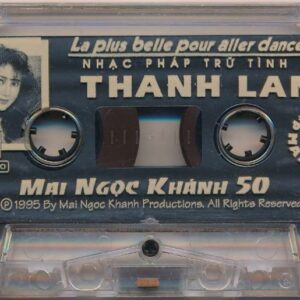 La plus belle pour aller dance
NHẠC PHÁP TRỮ TÌNH
THANH LAN
MAI NGỌC KHÁNH 50
℗ 1995 By Mai Ngoc Khanh Productions. All Rights Reserved.